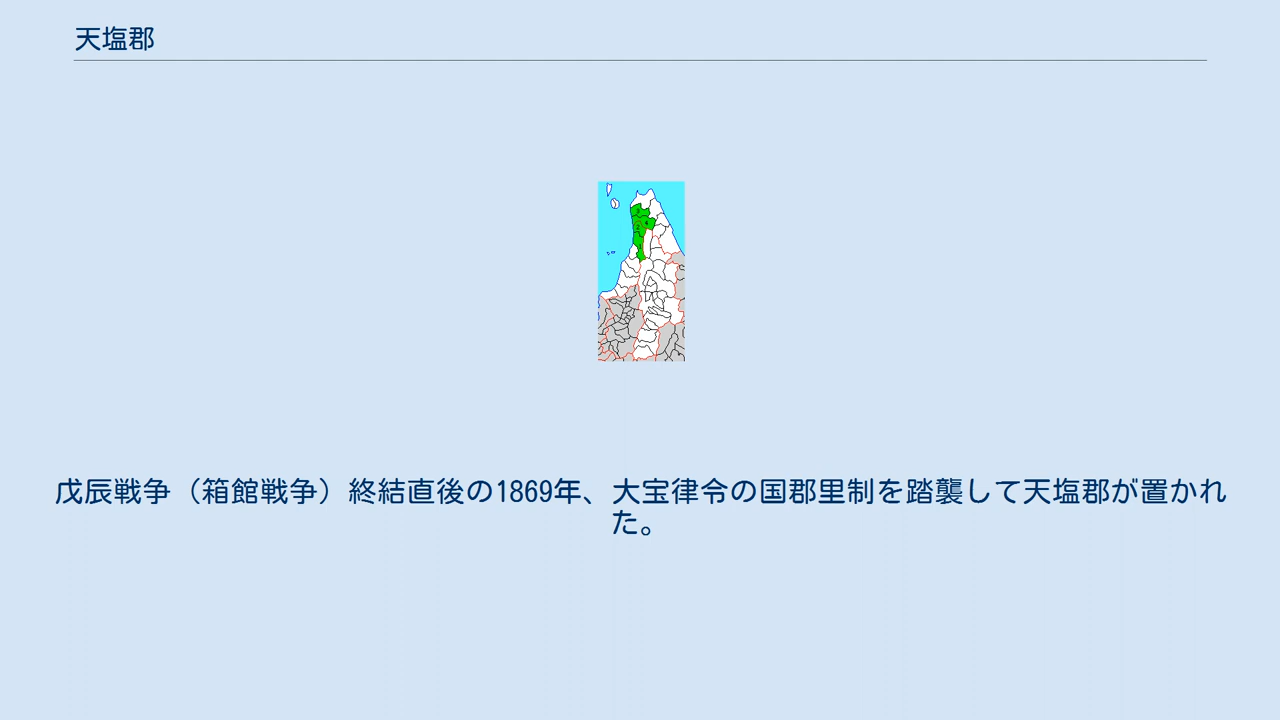 天塩郡
戊辰戦争（箱館戦争）終結直後の1869年、大宝律令の国郡里制を踏襲して天塩郡が置かれ
た。